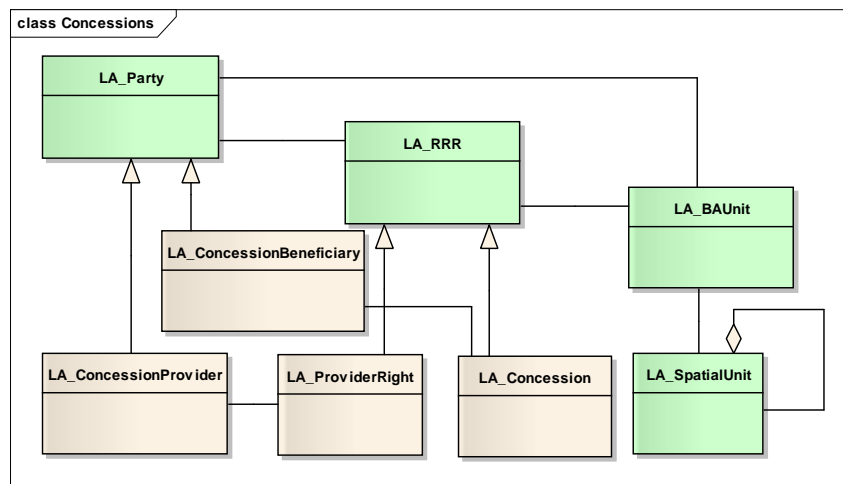 class Concessions
LA_Party
LA_RRR
LA_BAUnit
LA_ConcessionBeneficiary
LA_ConcessionProvider
LA_ProviderRight
LA_Concession
LA_SpatialUnit